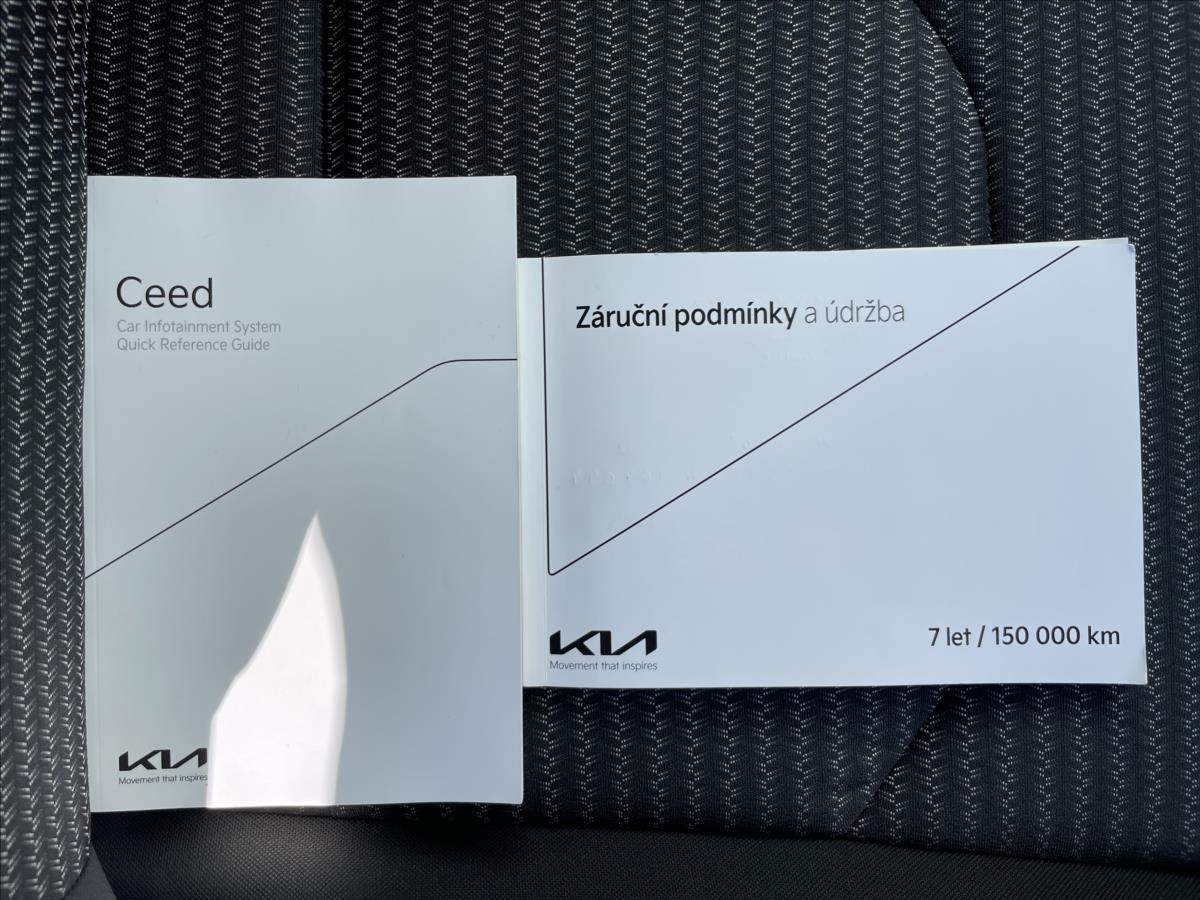 Ceed
Car Infotainment System
Quick Reference Guide
KIA
Movement that inspires
Záruční podmínky a údržba
KIA
Movement that inspires
7 let / 150 000 km